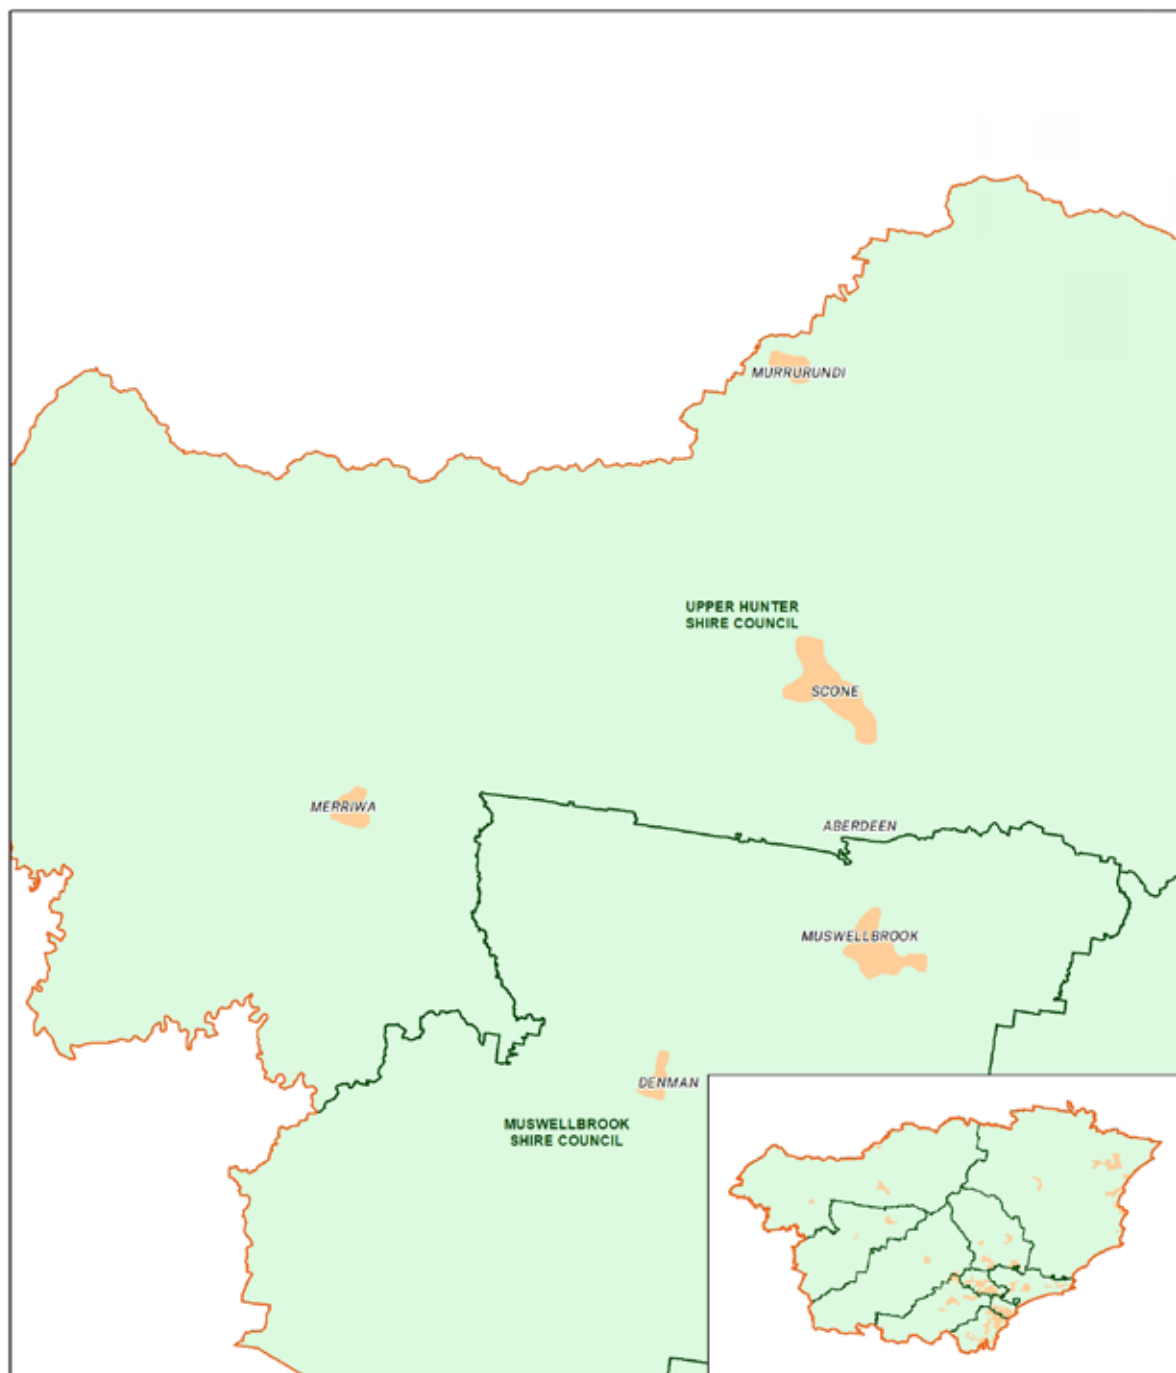 MURRURUNDI
UPPER HUNTER
SHIRE COUNCIL
SCONE
MERRIWA
ABERDEEN
MUSWELLBROOK
DENMAN
MUSWELLBROOK
SHIRE COUNCIL